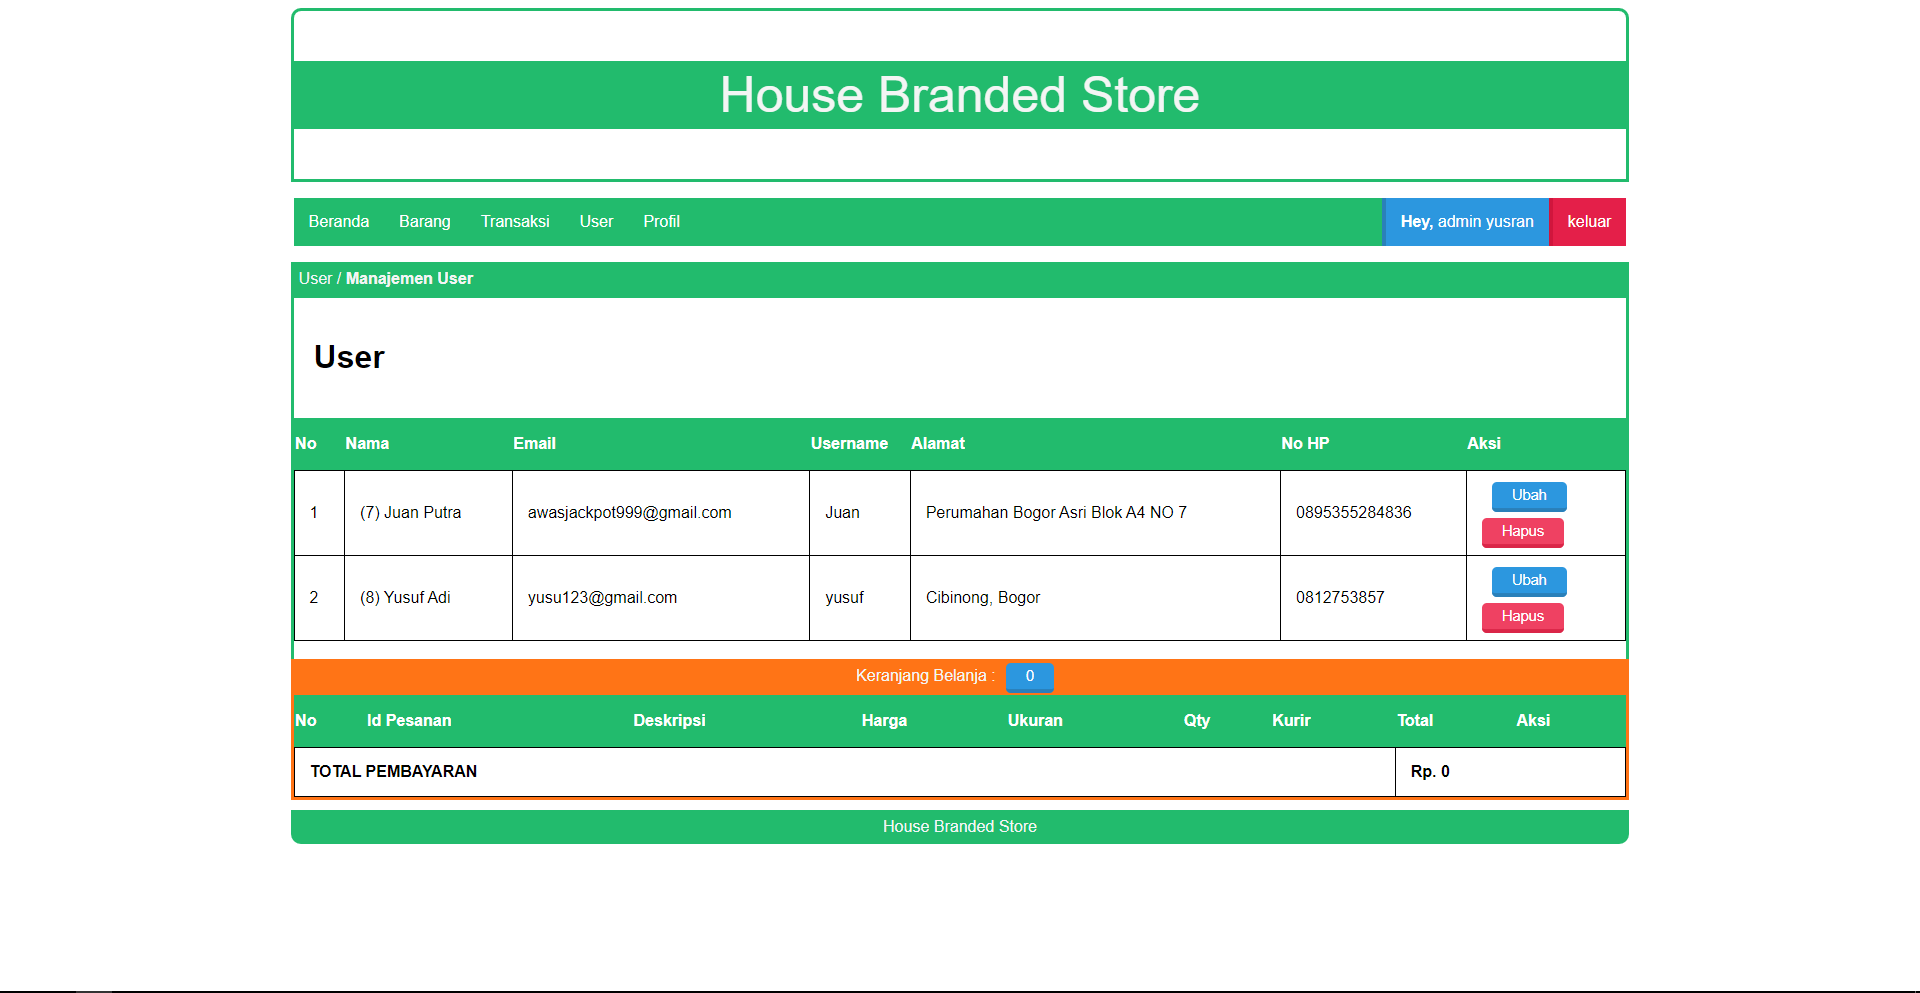 House Branded Store
Beranda Barang Transaksi User Profil Hey, admin yusran keluar
User / Manajemen User
User
No Nama Email Username Alamat No HP Aksi
1 (7) Juan Putra awasjackpot999@gmail.com Juan Perumahan Bogor Asri Blok A4 NO 7 0895355284836 Ubah
Hapus
2 (8) Yusuf Adi yusu123@gmail.com yusuf Cibinong, Bogor 0812753857 Ubah
Hapus
Keranjang Belanja : 0
No Id Pesanan Deskripsi Harga Ukuran Qty Kurir Total Aksi
TOTAL PEMBAYARAN Rp. 0
House Branded Store